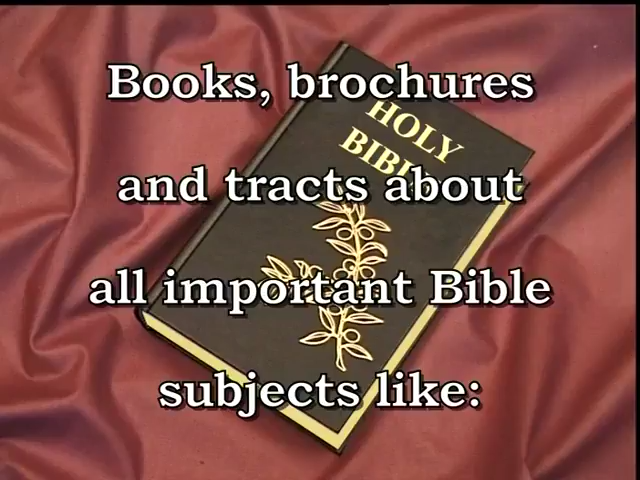 Books, brochures
and tracts about
all important Bible
subjects like:
HOLY
BIBLE